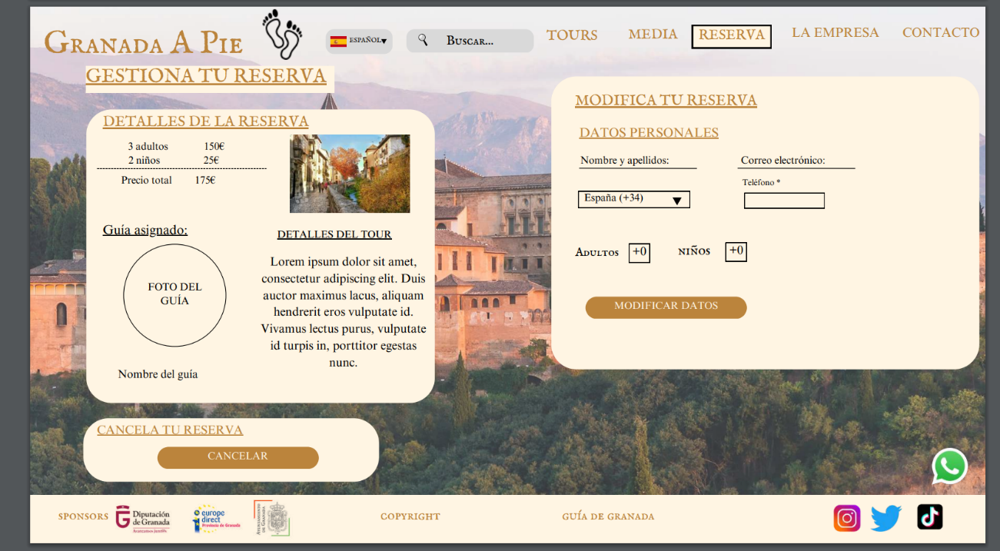 Granada A Pie
ESPAÑOL
Buscar...
TOURS
MEDIA
RESERVA
LA EMPRESA
CONTACTO
GESTIONA TU RESERVA
DETALLES DE LA RESERVA
3 adultos 150€
2 niños 25€
Precio total 175€
Guía asignado:
FOTO DEL
GUÍA
Nombre del guía
DETALLES DEL TOUR
Lorem ipsum dolor sit amet,
consectetur adipiscing elit. Duis
auctor maximus lacus, aliquam
hendrerit eros vulputate id.
Vivamus lectus purus, vulputate
id turpis in, porttitor egestas
nunc.
MODIFICA TU RESERVA
DATOS PERSONALES
Nombre y apellidos:
Correo electrónico:
España (+34)
Teléfono *
Adultos +0
niños +0
MODIFICAR DATOS
CANCELA TU RESERVA
CANCELAR
SPONSORS
Diputación
de Granada
Avanzamos junt@s
europe
direct
Provincia de Granada
AYUNTAMIENTO
DE GRANADA
COPYRIGHT
GUÍA DE GRANADA